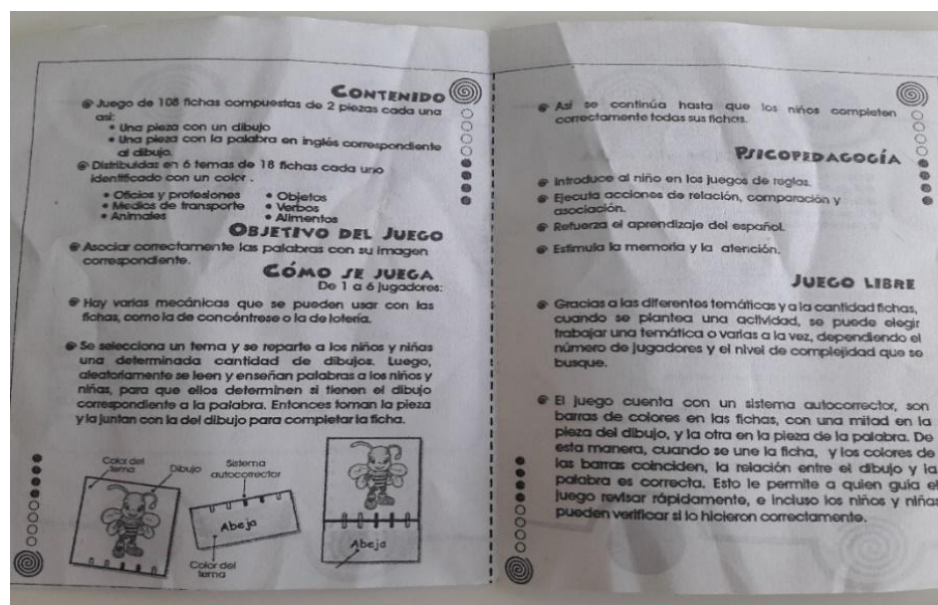 CONTENIDO
Juego de 108 fichas compuestas de 2 piezas cada una
así:
• Una pieza con un dibujo
• Una pieza con la palabra en inglés correspondiente
al dibujo.
Distribuidas en 6 temas de 18 fichas cada uno
identificado con un color .
• Oficios y profesiones • Objetos
• Medios de transporte • Verbos
• Animales • Alimentos
OBJETIVO DEL JUEGO
Asociar correctamente las palabras con su imagen
correspondiente.
CÓMO SE JUEGA
De 1 a 6 jugadores:
Hay varias mecánicas que se pueden usar con las
fichas, como la de concéntrese o la de lotería.
Se selecciona un tema y se reparte a los niños y niñas
una determinada cantidad de dibujos. Luego,
aleatoriamente se leen y enseñan palabras a los niños y
niñas, para que ellos determinen si tienen el dibujo
correspondiente a la palabra. Entonces toman la pieza
y la juntan con la del dibujo para completar la ficha.
Color del
tema
Dibujo
Sistema
autocorrector
Abeja
Color del
tema
Abeja
Así se continúa hasta que los niños completen
correctamente todas sus fichas.
PSICOPEDAGOGÍA
Introduce al niño en los juegos de reglas.
Ejecuta acciones de relación, comparación y
asociación.
Refuerza el aprendizaje del español.
Estimula la memoria y la atención.
JUEGO LIBRE
Gracias a las diferentes temáticas y a la cantidad fichas,
cuando se plantea una actividad, se puede elegir
trabajar una temática o varias a la vez, dependiendo el
número de jugadores y el nivel de complejidad que se
busque.
El juego cuenta con un sistema autocorrector, son
barras de colores en las fichas, con una mitad en la
pieza del dibujo, y la otra en la pieza de la palabra. De
esta manera, cuando se une la ficha, y los colores de
las barras coinciden, la relación entre el dibujo y la
palabra es correcta. Esto le permite a quien guía el
juego revisar rápidamente, e incluso los niños y niñas
pueden verificar si lo hicieron correctamente.